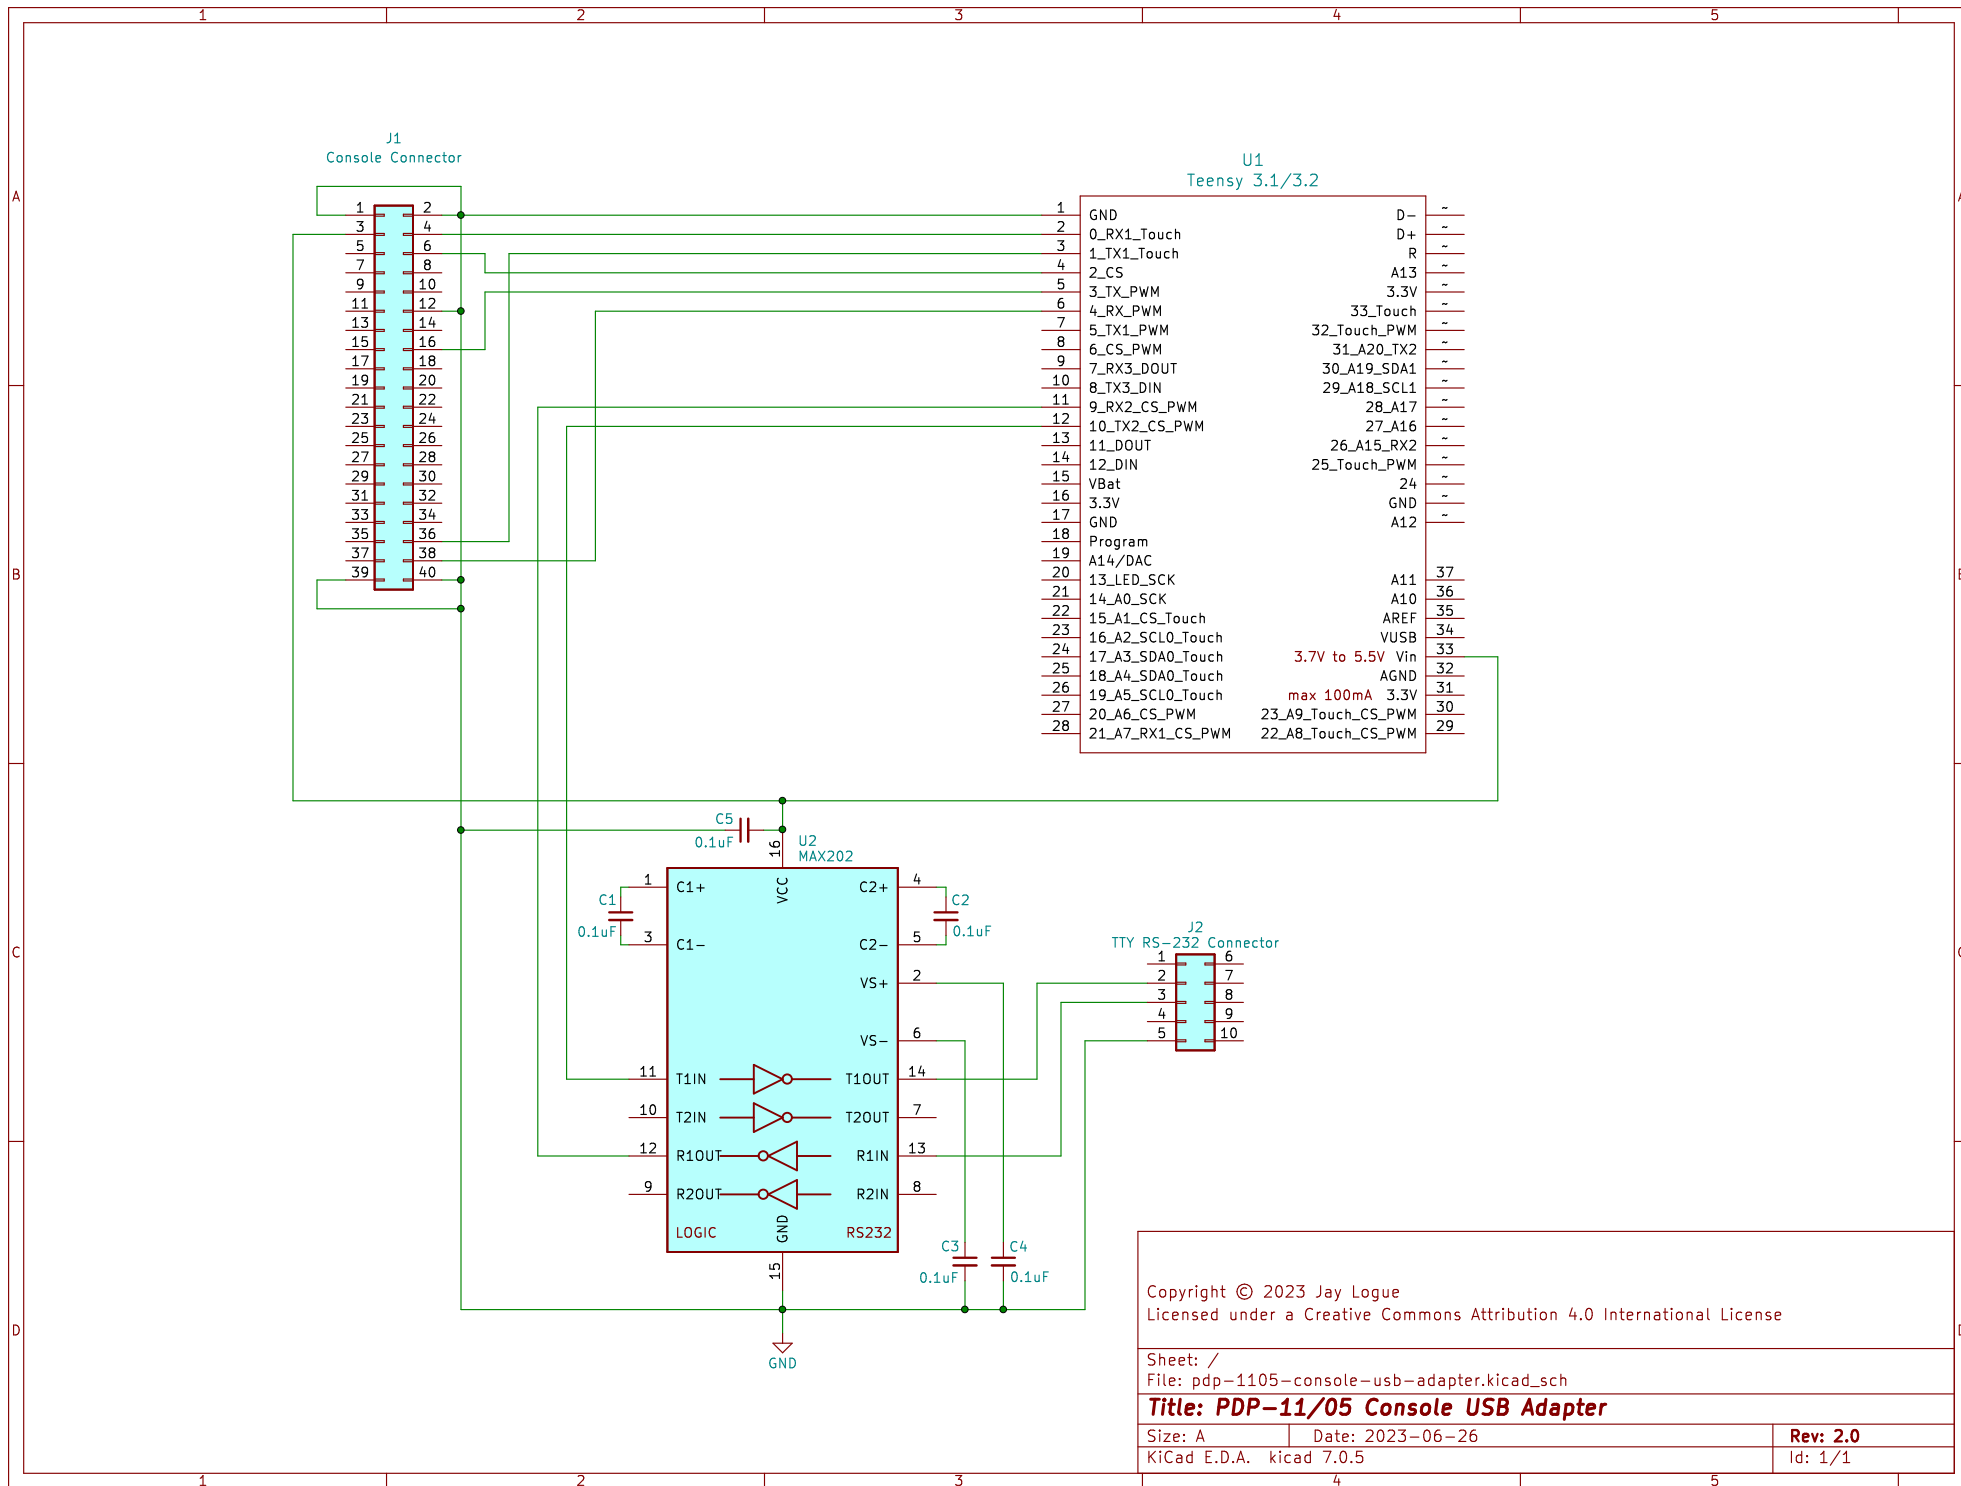 1 2 3 4 5
A
B
C
D
J1
Console Connector
1 2
3 4
5 6
7 8
9 10
11 12
13 14
15 16
17 18
19 20
21 22
23 24
25 26
27 28
29 30
31 32
33 34
35 36
37 38
39 40
U1
Teensy 3.1/3.2
1 GND D- ~
2 0_RX1_Touch D+ ~
3 1_TX1_Touch R ~
4 2_CS A13 ~
5 3_TX_PWM 3.3V ~
6 4_RX_PWM 33_Touch ~
7 5_TX1_PWM 32_Touch_PWM ~
8 6_CS_PWM 31_A20_TX2 ~
9 7_RX3_DOUT 30_A19_SDA1 ~
10 8_TX3_DIN 29_A18_SCL1 ~
11 9_RX2_CS_PWM 28_A17 ~
12 10_TX2_CS_PWM 27_A16 ~
13 11_DOUT 26_A15_RX2 ~
14 12_DIN 25_Touch_PWM ~
15 VBat 24 ~
16 3.3V GND ~
17 GND A12 ~
18 Program
19 A14/DAC
20 13_LED_SCK A11 37
21 14_A0_SCK A10 36
22 15_A1_CS_Touch AREF 35
23 16_A2_SCL0_Touch VUSB 34
24 17_A3_SDA0_Touch 3.7V to 5.5V Vin 33
25 18_A4_SDA0_Touch AGND 32
26 19_A5_SCL0_Touch max 100mA 3.3V 31
27 20_A6_CS_PWM 23_A9_Touch_CS_PWM 30
28 21_A7_RX1_CS_PWM 22_A8_Touch_CS_PWM 29
C5
0.1uF
16
U2
MAX202
VCC
1 C1+ C2+ 4
C1
0.1uF
C2
0.1uF
3 C1- C2- 5
VS+ 2
VS- 6
11 T1IN T1OUT 14
10 T2IN T2OUT 7
12 R1OUT R1IN 13
9 R2OUT R2IN 8
LOGIC GND RS232
15
GND
C3
0.1uF
C4
0.1uF
J2
TTY RS-232 Connector
1 6
2 7
3 8
4 9
5 10
Copyright © 2023 Jay Logue
Licensed under a Creative Commons Attribution 4.0 International License
Sheet: /
File: pdp-1105-console-usb-adapter.kicad_sch
Title: PDP-11/05 Console USB Adapter
Size: A Date: 2023-06-26 Rev: 2.0
KiCad E.D.A. kicad 7.0.5 Id: 1/1
1 2 3 4 5